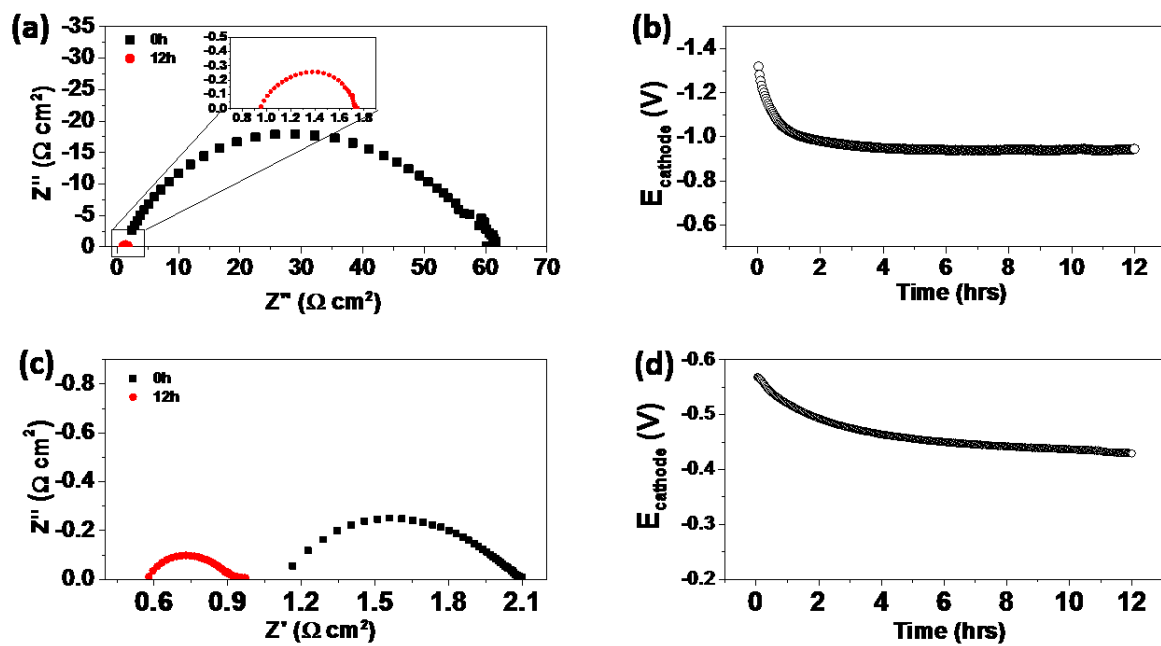 (a)
0h
12h
-35
-30
-25
-20
-15
-10
-5
0
Z'' (Ω cm²)
0 10 20 30 40 50 60 70
Z'' (Ω cm²)
-0.5
-0.4
-0.3
-0.2
-0.1
0.0
0.8 1.0 1.2 1.4 1.6 1.8
(b)
-1.4
-1.2
-1.0
-0.8
-0.6
E cathode (V)
0 2 4 6 8 10 12
Time (hrs)
(c)
0h
12h
-0.8
-0.6
-0.4
-0.2
0.0
Z'' (Ω cm²)
0.6 0.9 1.2 1.5 1.8 2.1
Z' (Ω cm²)
(d)
-0.6
-0.5
-0.4
-0.3
-0.2
E cathode (V)
0 2 4 6 8 10 12
Time (hrs)